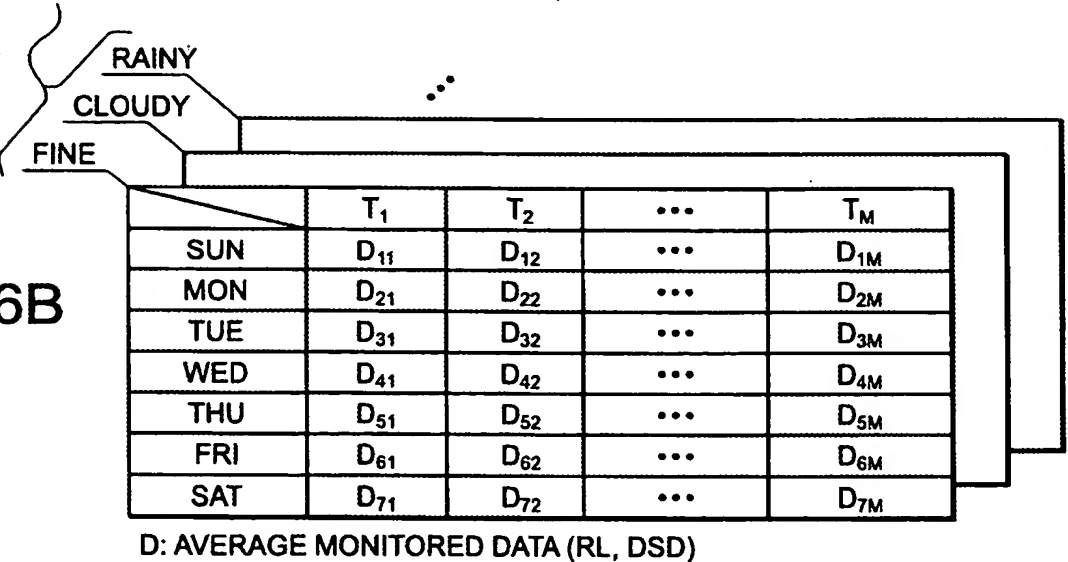 RAINY
•••
CLOUDY
FINE
T₁ T₂ ••• T_M
SUN D₁₁ D₁₂ ••• D₁M
6B
MON D₂₁ D₂₂ ••• D₂M
TUE D₃₁ D₃₂ ••• D₃M
WED D₄₁ D₄₂ ••• D₄M
THU D₅₁ D₅₂ ••• D₅M
FRI D₆₁ D₆₂ ••• D₆M
SAT D₇₁ D₇₂ ••• D₇M
D: AVERAGE MONITORED DATA (RL, DSD)